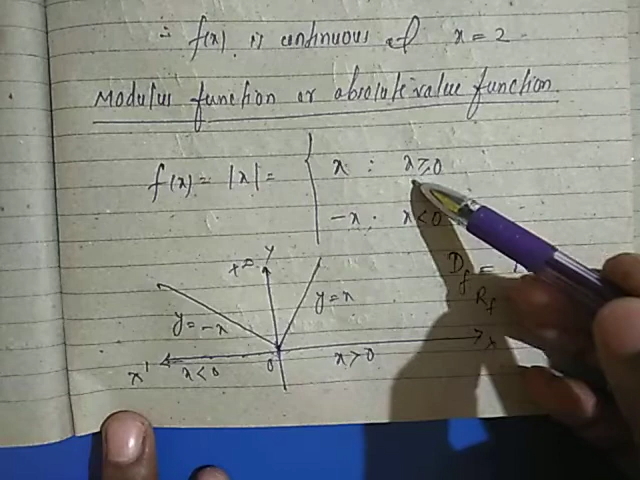 ∴ f(x) is continuous at x = 2
Modulus function or absolute value function
f(x) = |x| = { x : x ≥ 0
-x : x < 0
D_f =
R_f
y = x
y = -x
x
x'
x < 0
0
x > 0